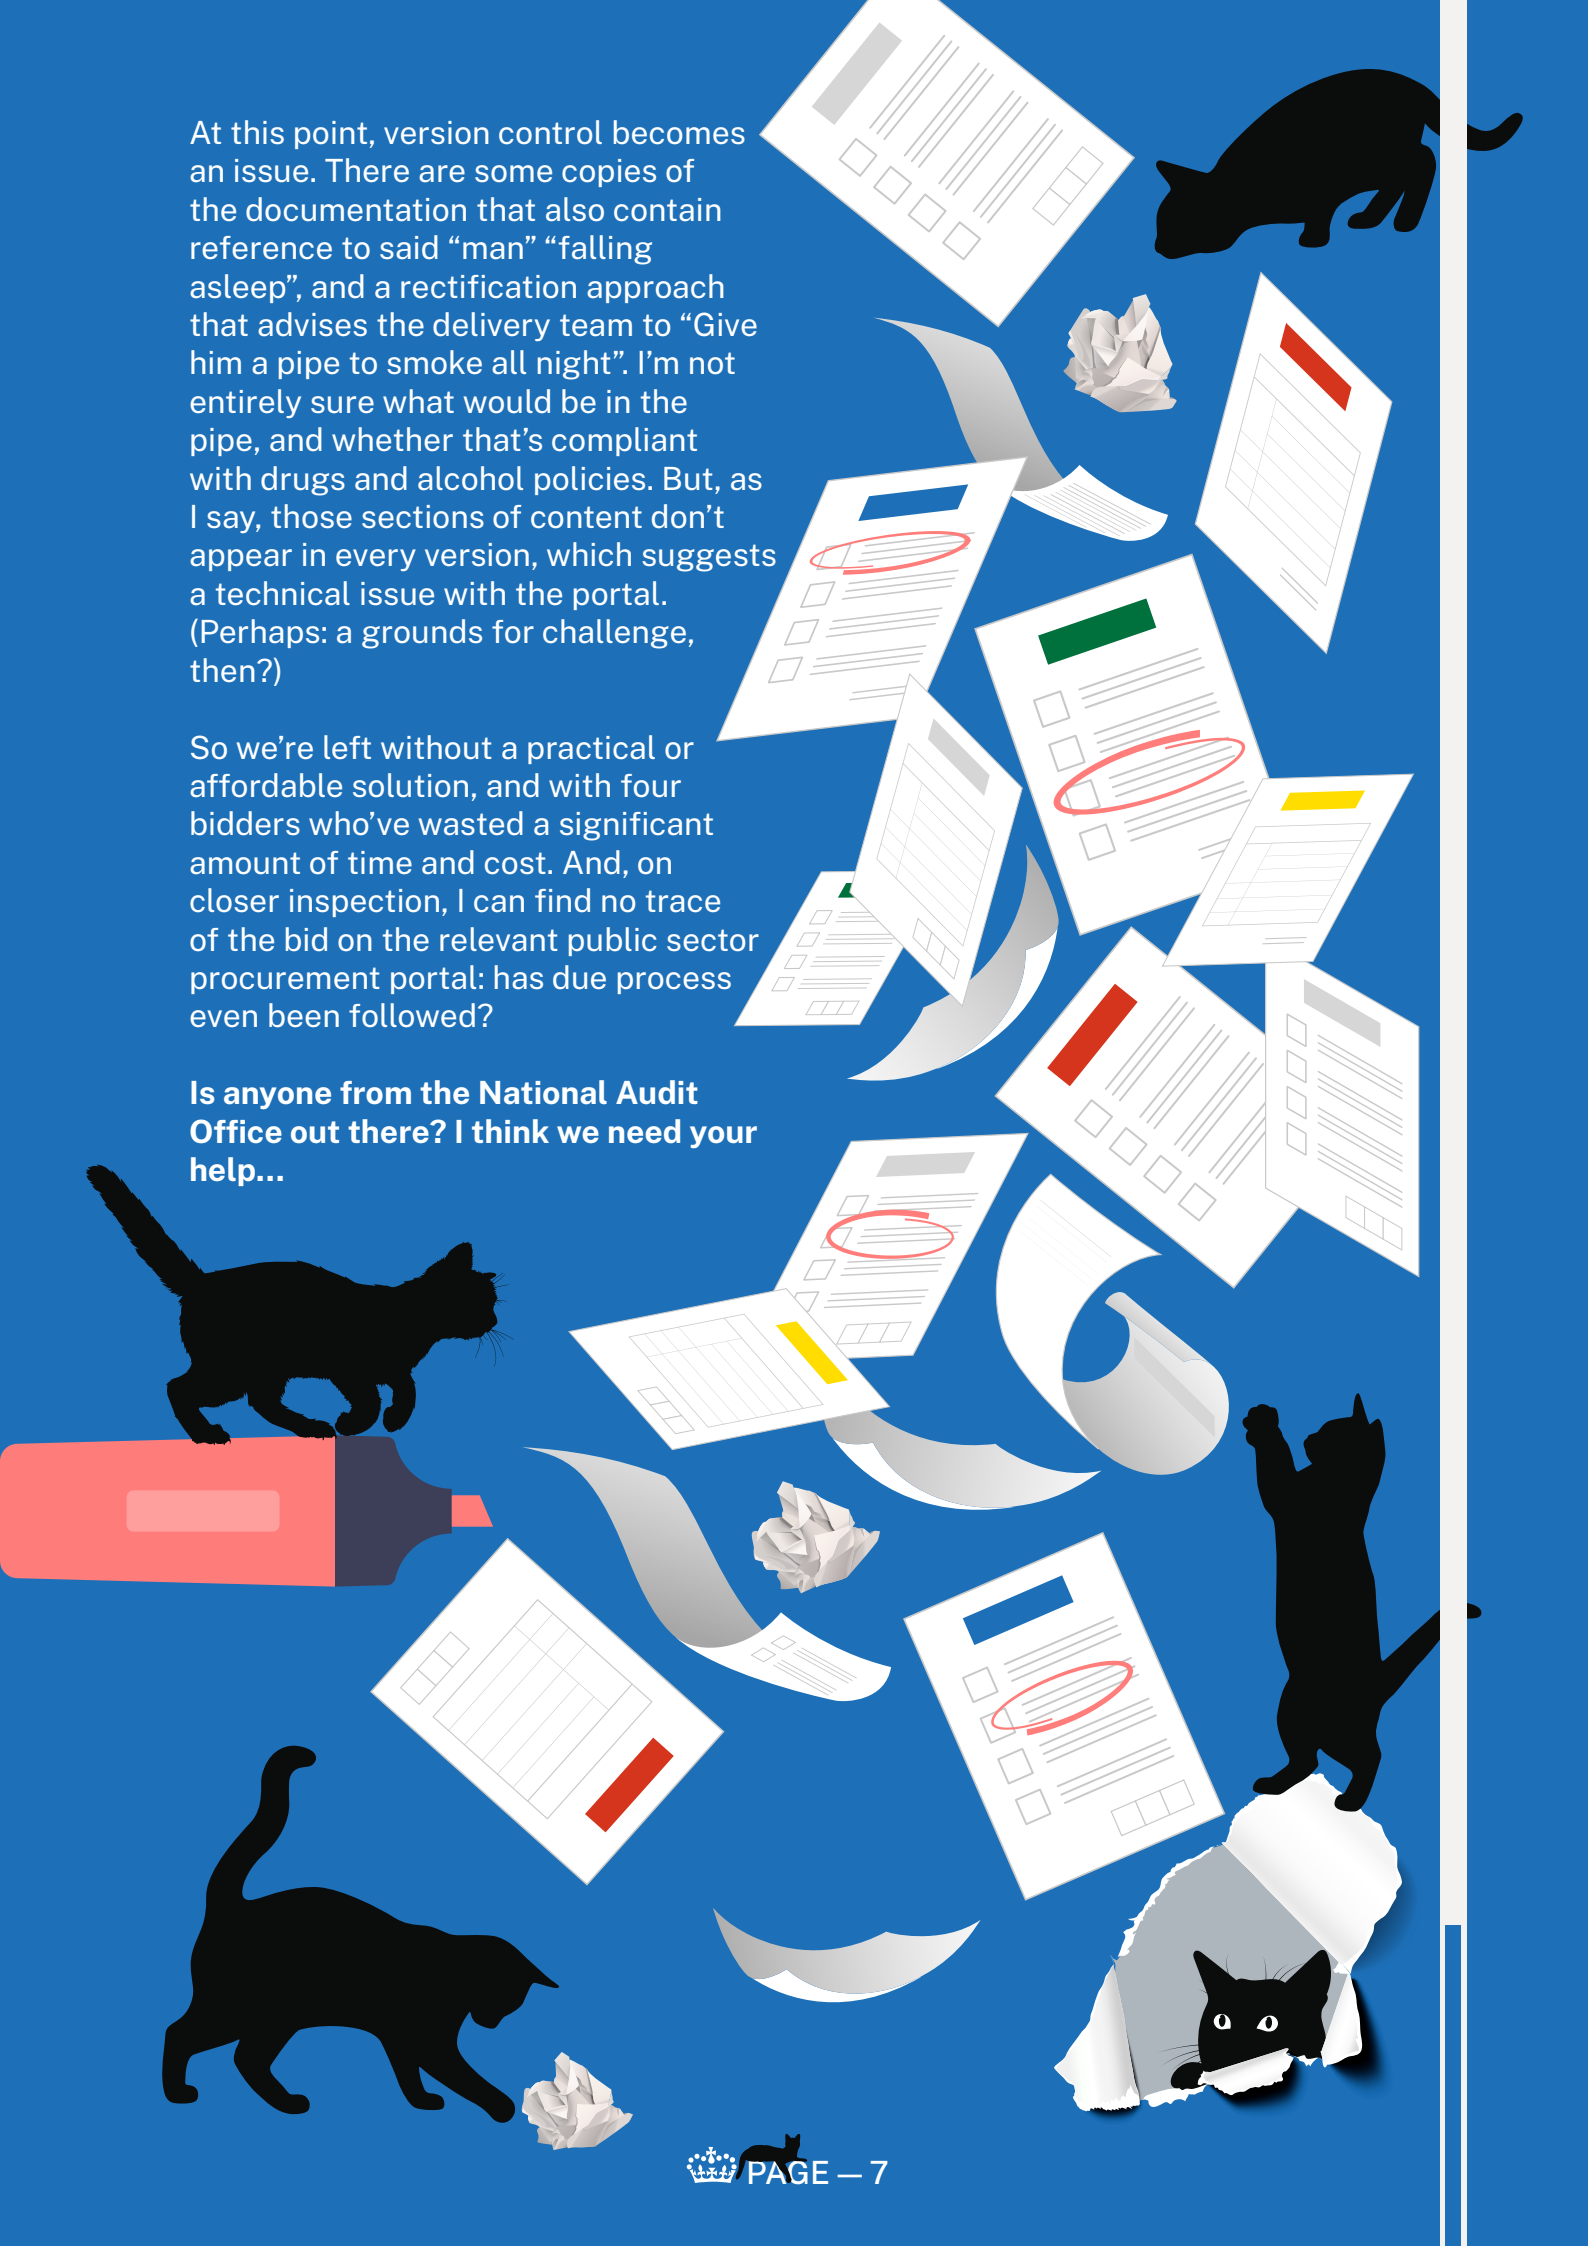 At this point, version control becomes
an issue. There are some copies of
the documentation that also contain
reference to said “man” “falling
asleep”, and a rectification approach
that advises the delivery team to “Give
him a pipe to smoke all night”. I’m not
entirely sure what would be in the
pipe, and whether that’s compliant
with drugs and alcohol policies. But, as
I say, those sections of content don’t
appear in every version, which suggests
a technical issue with the portal.
(Perhaps: a grounds for challenge,
then?)
So we’re left without a practical or
affordable solution, and with four
bidders who’ve wasted a significant
amount of time and cost. And, on
closer inspection, I can find no trace
of the bid on the relevant public sector
procurement portal: has due process
even been followed?
Is anyone from the National Audit
Office out there? I think we need your
help...
PAGE — 7